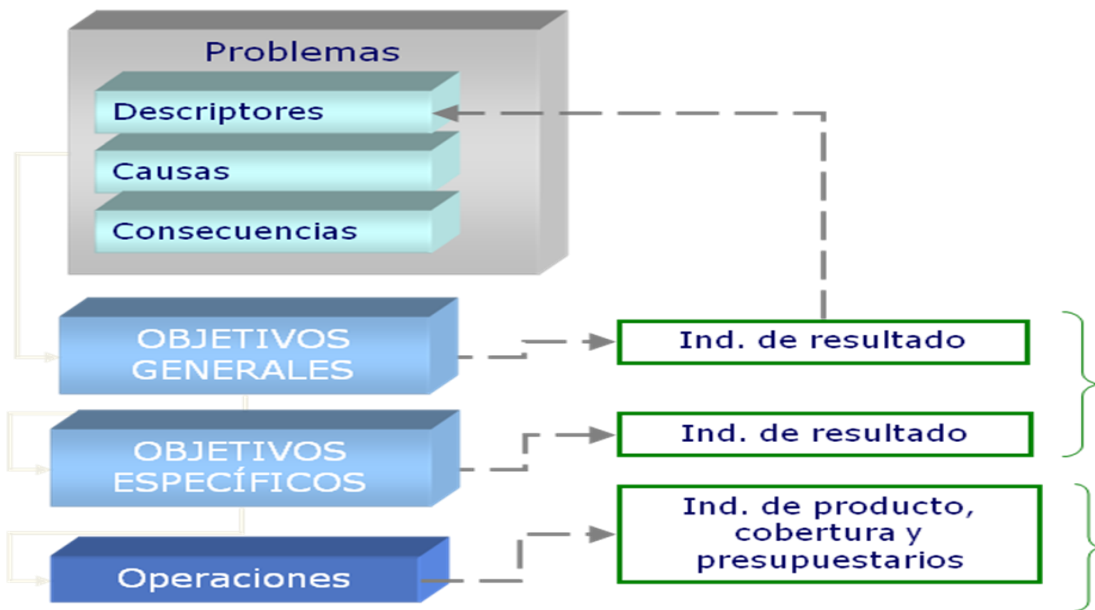 Problemas
Descriptores
Causas
Consecuencias
OBJETIVOS
GENERALES
Ind. de resultado
OBJETIVOS
ESPECÍFICOS
Ind. de resultado
Operaciones
Ind. de producto,
cobertura y
presupuestarios